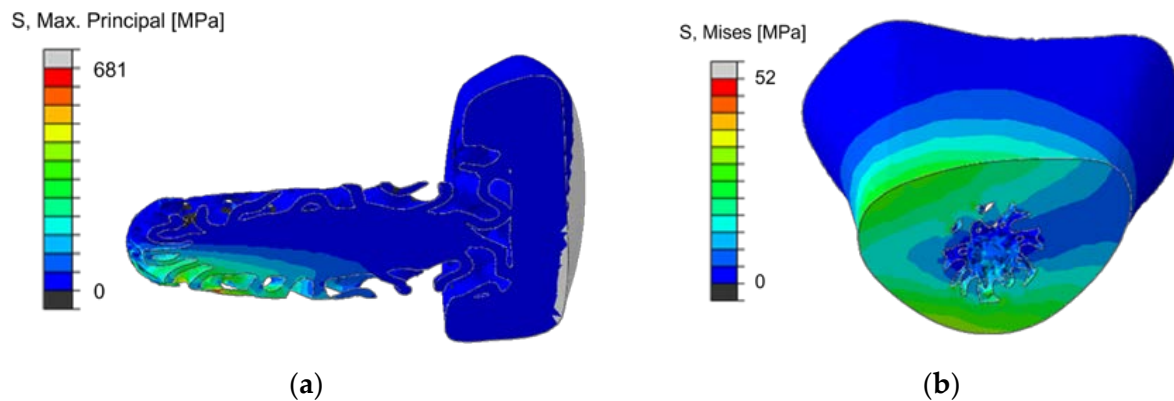 S, Max. Principal [MPa]
681
0
(a)
S, Mises [MPa]
52
0
(b)